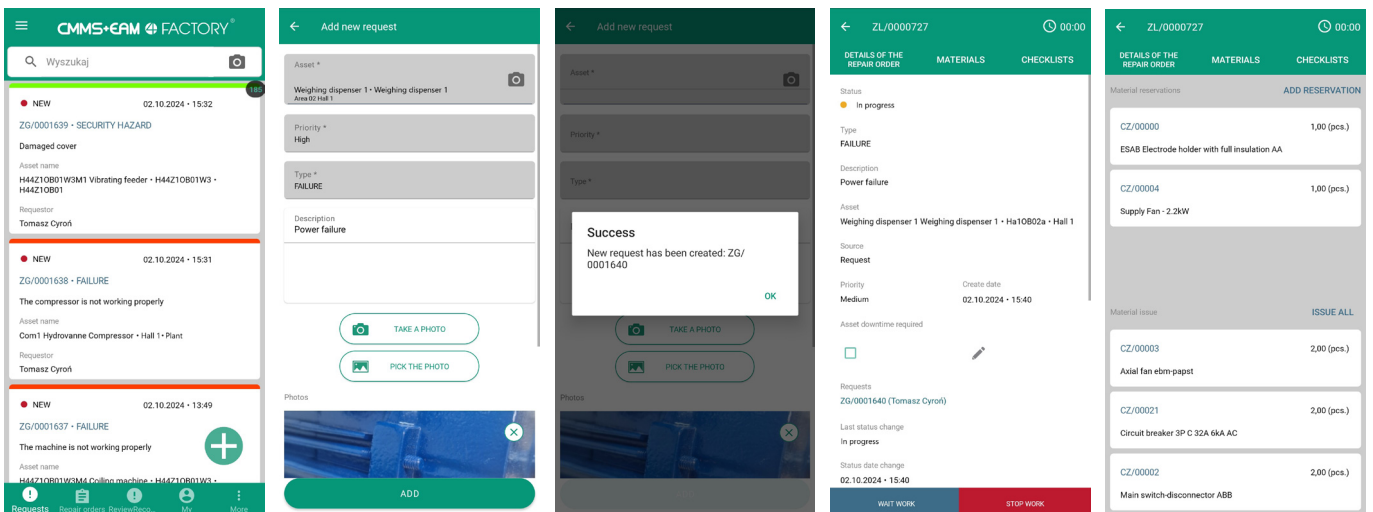 CMMS+EAM FACTORY®
Wyszukaj
185
NEW 02.10.2024 • 15:32
ZG/0001639 • SECURITY HAZARD
Damaged cover
Asset name
H44Z10B01W3M1 Vibrating feeder • H44Z10B01W3 •
H44Z10B01
Requestor
Tomasz Cyroń
NEW 02.10.2024 • 15:31
ZG/0001638 • FAILURE
The compressor is not working properly
Asset name
Com1 Hydrovanne Compressor • Hall 1• Plant
Requestor
Tomasz Cyroń
NEW 02.10.2024 • 13:49
ZG/0001637 • FAILURE
The machine is not working properly
Asset name
H44Z10B01W3M4 Coiling machine • H44Z10B01W3 •
Requests Repair orders ReviewReco... My More
Add new request
Asset *
Weighing dispenser 1 • Weighing dispenser 1
Area 02 Hall 1
Priority *
High
Type *
FAILURE
Description
Power failure
TAKE A PHOTO
PICK THE PHOTO
Photos
ADD
Add new request
Asset *
Priority *
Type *
Success
New request has been created: ZG/
0001640
OK
TAKE A PHOTO
PICK THE PHOTO
Photos
ZL/0000727 00:00
DETAILS OF THE
REPAIR ORDER MATERIALS CHECKLISTS
Status
In progress
Type
FAILURE
Description
Power failure
Asset
Weighing dispenser 1 Weighing dispenser 1 • Ha10B02a • Hall 1
Source
Request
Priority Create date
Medium 02.10.2024 • 15:40
Asset downtime required
Requests
ZG/0001640 (Tomasz Cyroń)
Last status change
In progress
Status date change
02.10.2024 • 15:40
WAIT WORK STOP WORK
ZL/0000727 00:00
DETAILS OF THE
REPAIR ORDER MATERIALS CHECKLISTS
Material reservations ADD RESERVATION
CZ/00000 1,00 (pcs.)
ESAB Electrode holder with full insulation AA
CZ/00004 1,00 (pcs.)
Supply Fan - 2.2kW
Material issue ISSUE ALL
CZ/00003 2,00 (pcs.)
Axial fan ebm-papst
CZ/00021 2,00 (pcs.)
Circuit breaker 3P C 32A 6kA AC
CZ/00002 2,00 (pcs.)
Main switch-disconnector ABB